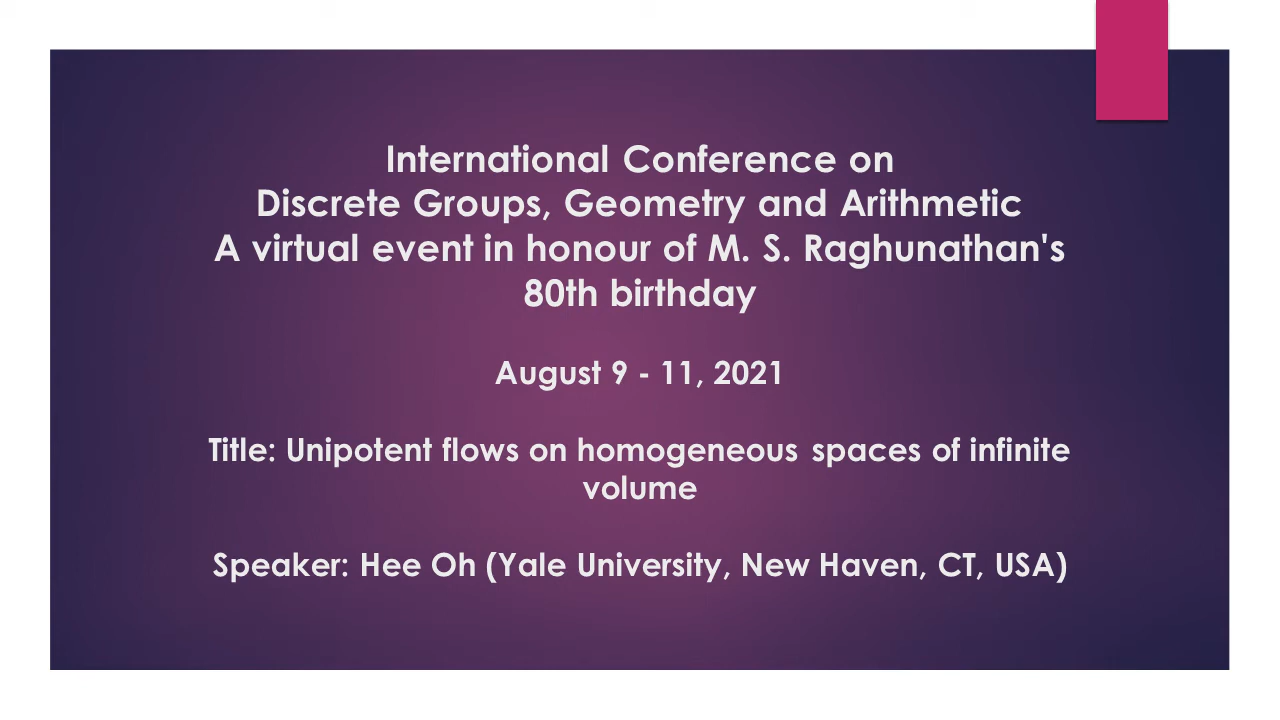 International Conference on
Discrete Groups, Geometry and Arithmetic
A virtual event in honour of M. S. Raghunathan's
80th birthday
August 9 - 11, 2021
Title: Unipotent flows on homogeneous spaces of infinite
volume
Speaker: Hee Oh (Yale University, New Haven, CT, USA)